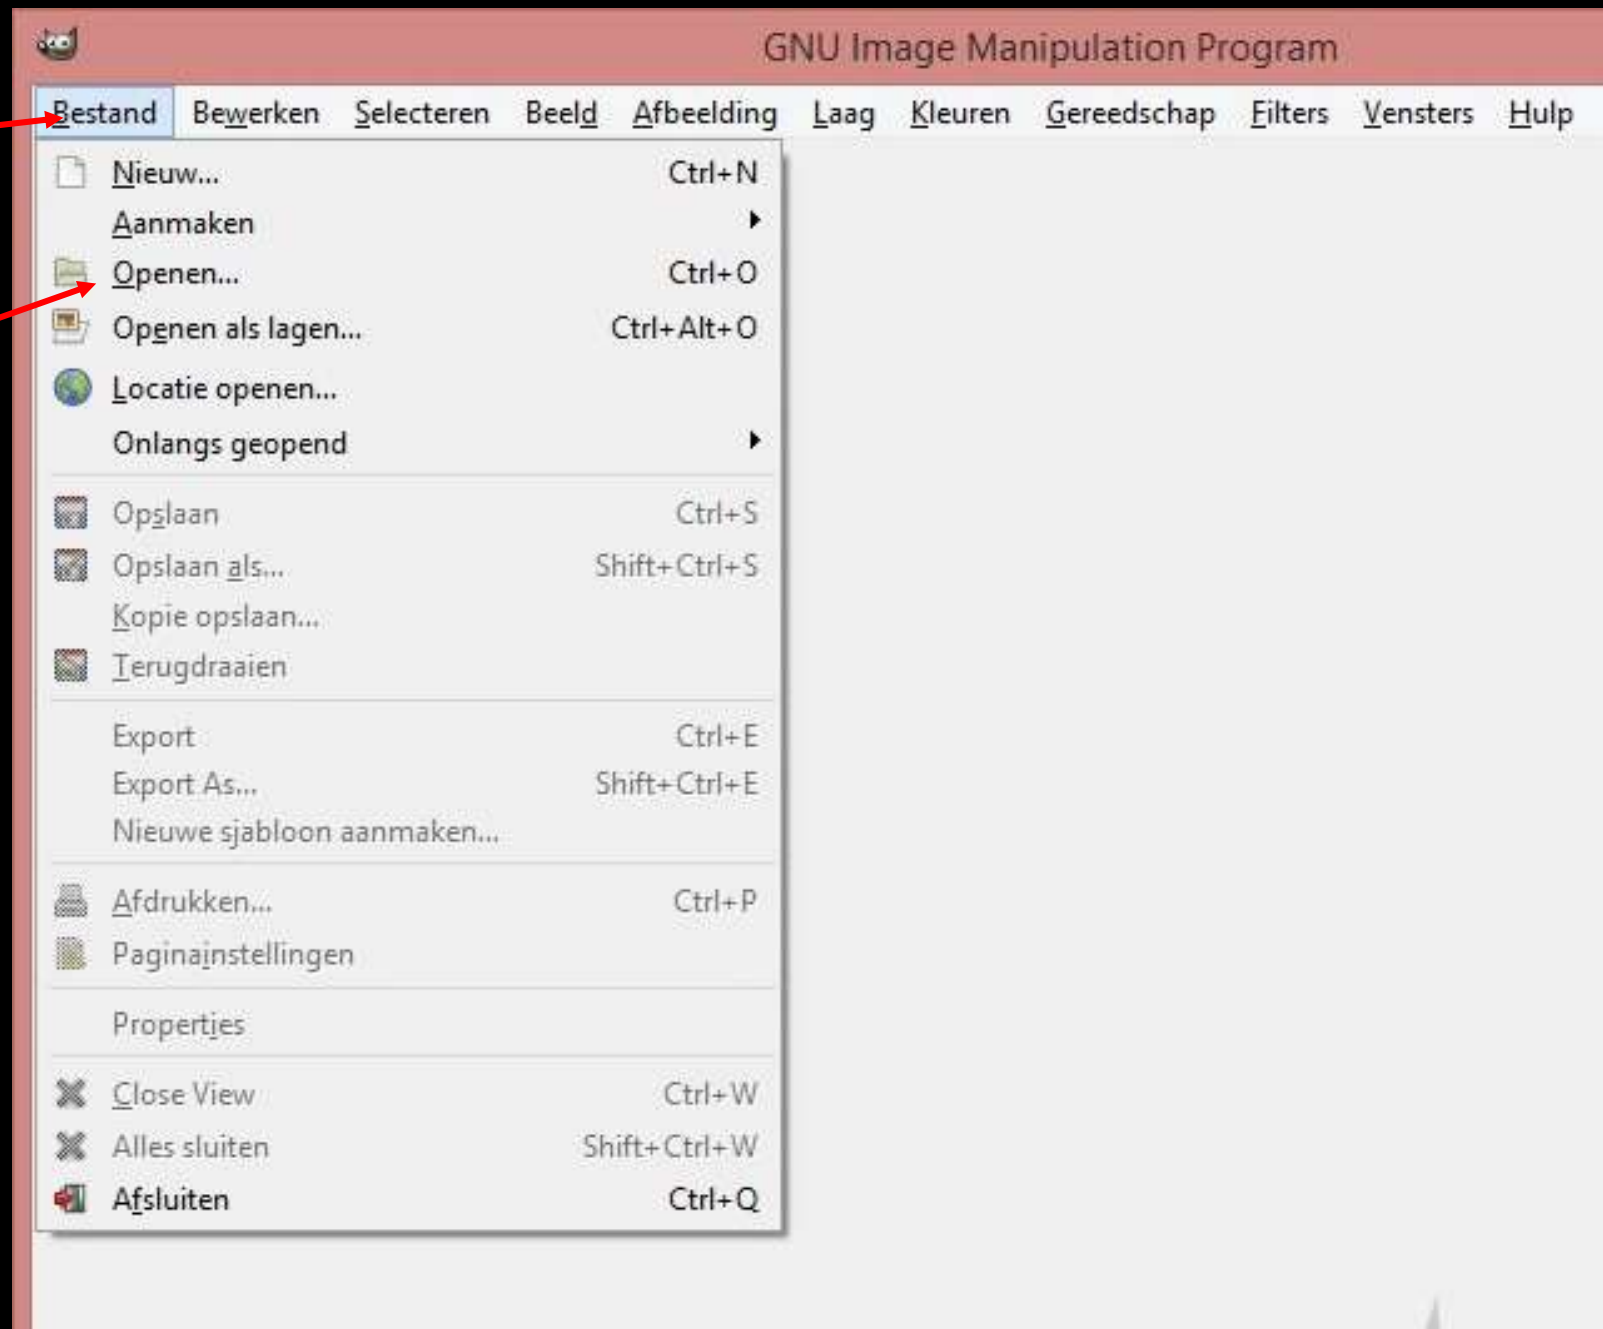 GNU Image Manipulation Program
Bestand Bewerken Selecteren Beeld Afbeelding Laag Kleuren Gereedschap Filters Vensters Hulp
Nieuw... Ctrl+N
Aanmaken
Openen... Ctrl+O
Openen als lagen... Ctrl+Alt+O
Locatie openen...
Onlangs geopend
Opslaan Ctrl+S
Opslaan als... Shift+Ctrl+S
Kopie opslaan...
Terugdraaien
Export Ctrl+E
Export As... Shift+Ctrl+E
Nieuwe sjabloon aanmaken...
Afdrukken... Ctrl+P
Paginainstellingen
Properties
Close View Ctrl+W
Alles sluiten Shift+Ctrl+W
Afsluiten Ctrl+Q